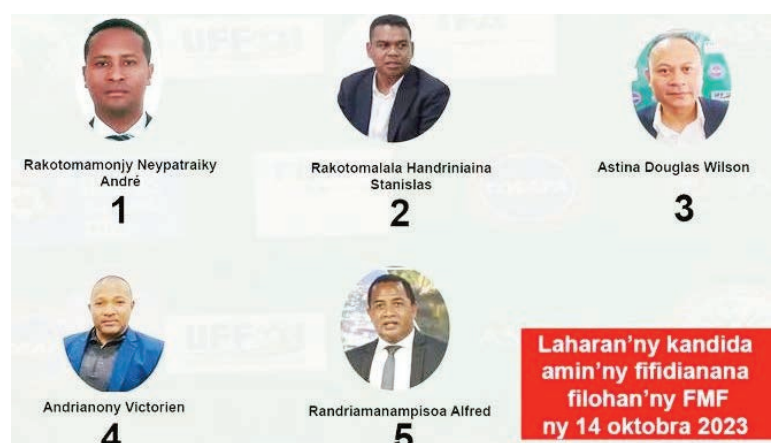 Rakotomamonjy Neypatraiky
André
1
Rakotomalala Handriniaina
Stanislas
2
Astina Douglas Wilson
3
Andrianony Victorien
4
Randriamanampisoa Alfred
5
Laharan'ny kandida
amin'ny fifidianana
filohan'ny FMF
ny 14 oktobra 2023